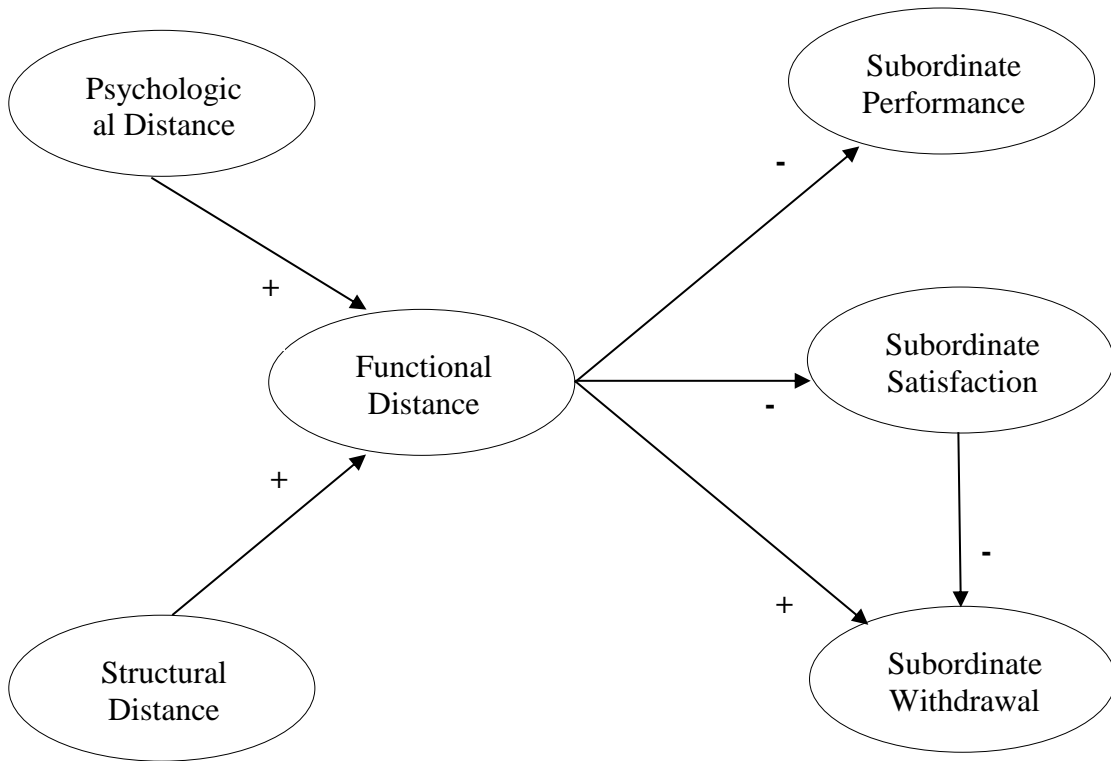 Psychologic
al Distance
Subordinate
Performance
-
+
Functional
Distance
Subordinate
Satisfaction
-
+
-
+
Structural
Distance
Subordinate
Withdrawal